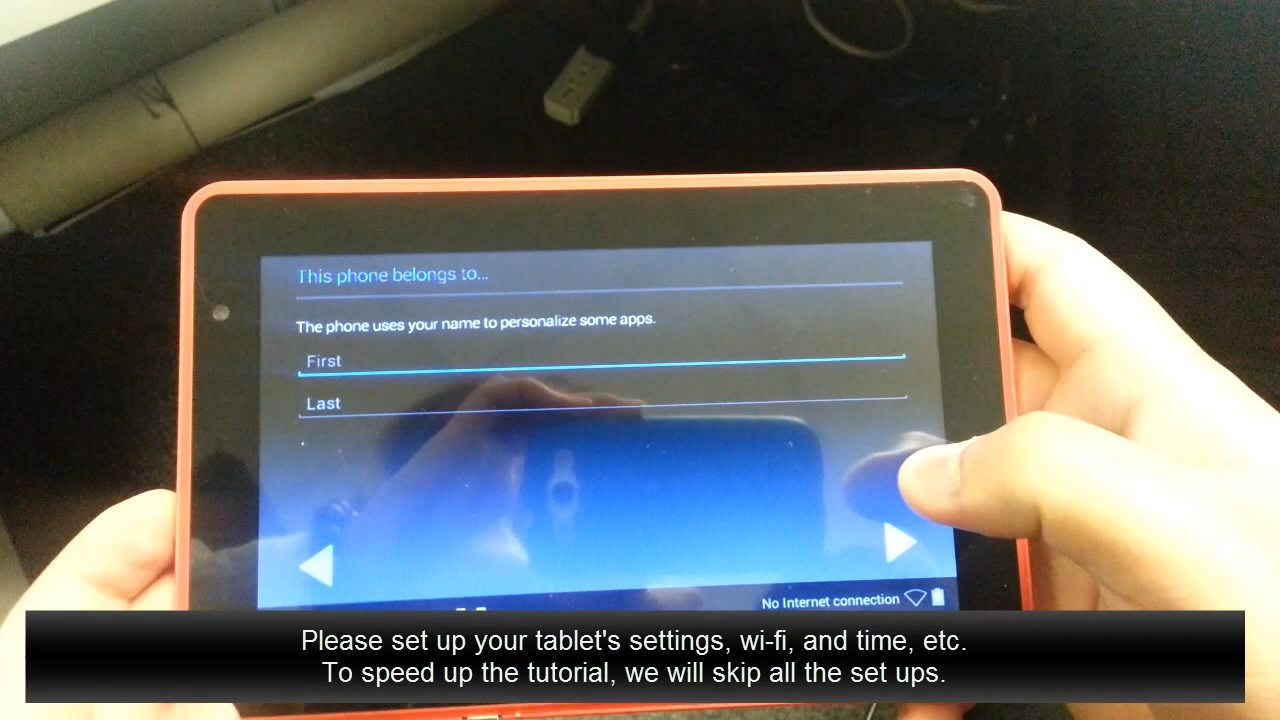 This phone belongs to...
The phone uses your name to personalize some apps.
First
Last
No Internet connection
Please set up your tablet's settings, wi-fi, and time, etc.
To speed up the tutorial, we will skip all the set ups.